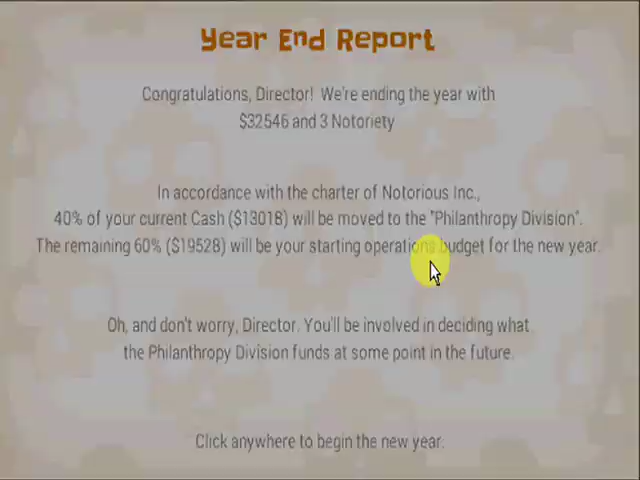 Year End Report
Congratulations, Director! We're ending the year with
$32546 and 3 Notoriety
In accordance with the charter of Notorious Inc.,
40% of your current Cash ($13018) will be moved to the "Philanthropy Division".
The remaining 60% ($19528) will be your starting operations budget for the new year.
Oh, and don't worry, Director. You'll be involved in deciding what
the Philanthropy Division funds at some point in the future.
Click anywhere to begin the new year.